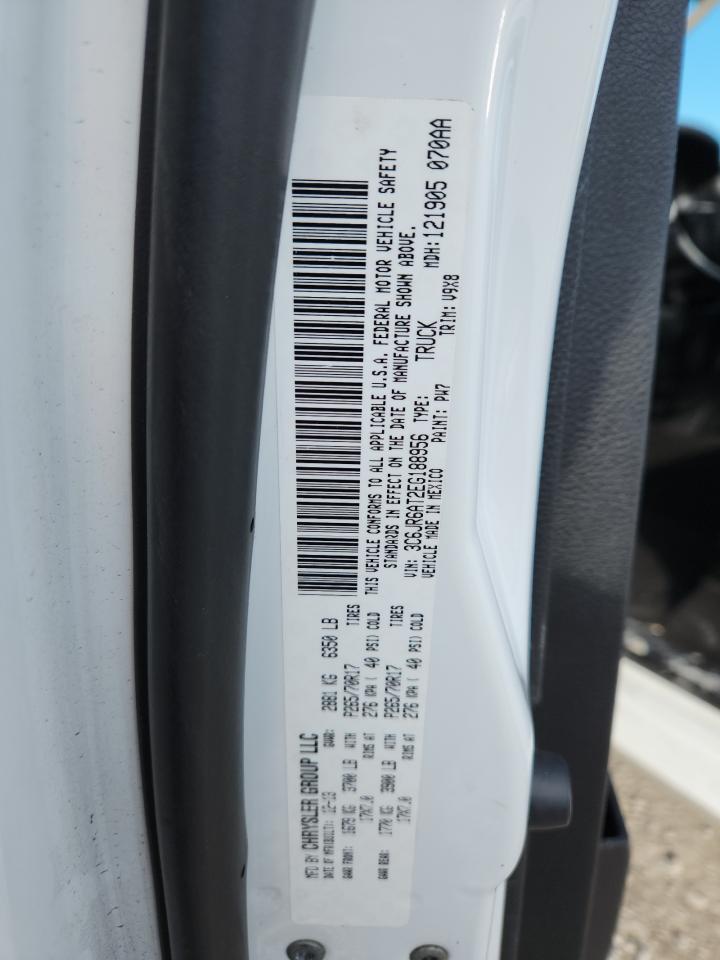 MFD BY CHRYSLER GROUP LLC
DATE OF MFR(BUILT): 12-13 GVWR: 2881 KG 6350 LB
GAWR FRONT: 1679 KG 3700 LB WITH P265/70R17 TIRES
17X7.0 RIMS AT 276 KPA( 40 PSI) COLD
GAWR REAR: 1770 KG 3900 LB WITH P265/70R17 TIRES
17X7.0 RIMS AT 276 KPA( 40 PSI) COLD
THIS VEHICLE CONFORMS TO ALL APPLICABLE U.S.A. FEDERAL MOTOR VEHICLE SAFETY
STANDARDS IN EFFECT ON THE DATE OF MANUFACTURE SHOWN ABOVE.
VIN: 3C6JR6AT2EG188956 TYPE: TRUCK MDH: 121905 070AA
VEHICLE MADE IN MEXICO PAINT: PW7 TRIM: V9X8